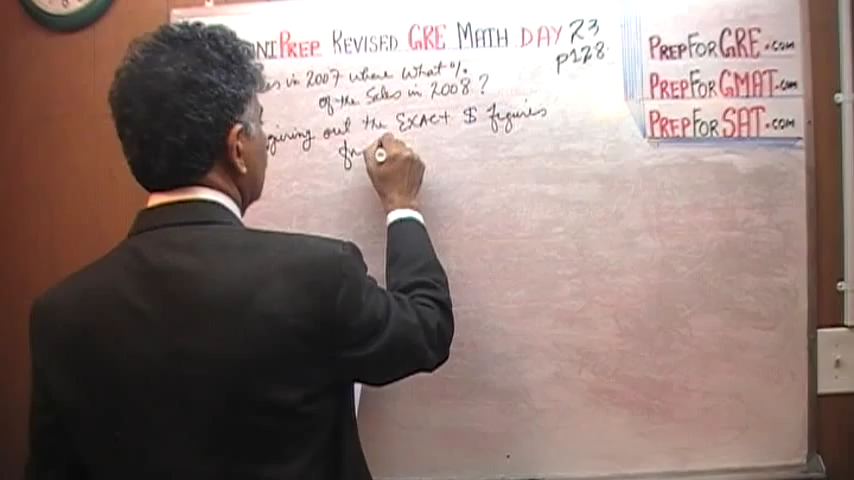 NIPREP REVISED GRE MATH DAY 23
p128
es in 2007 where what %
of the Sales in 2008?
giring out the EXACT $ figures
PREPFORGRE.com
PREPFORGMAT.com
PREPFORSAT.com